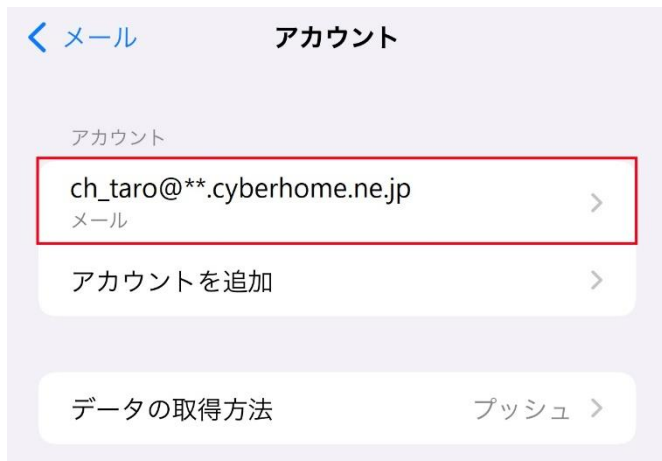 メール
アカウント
アカウント
ch_taro@**.cyberhome.ne.jp
メール
アカウントを追加
データの取得方法 プッシュ